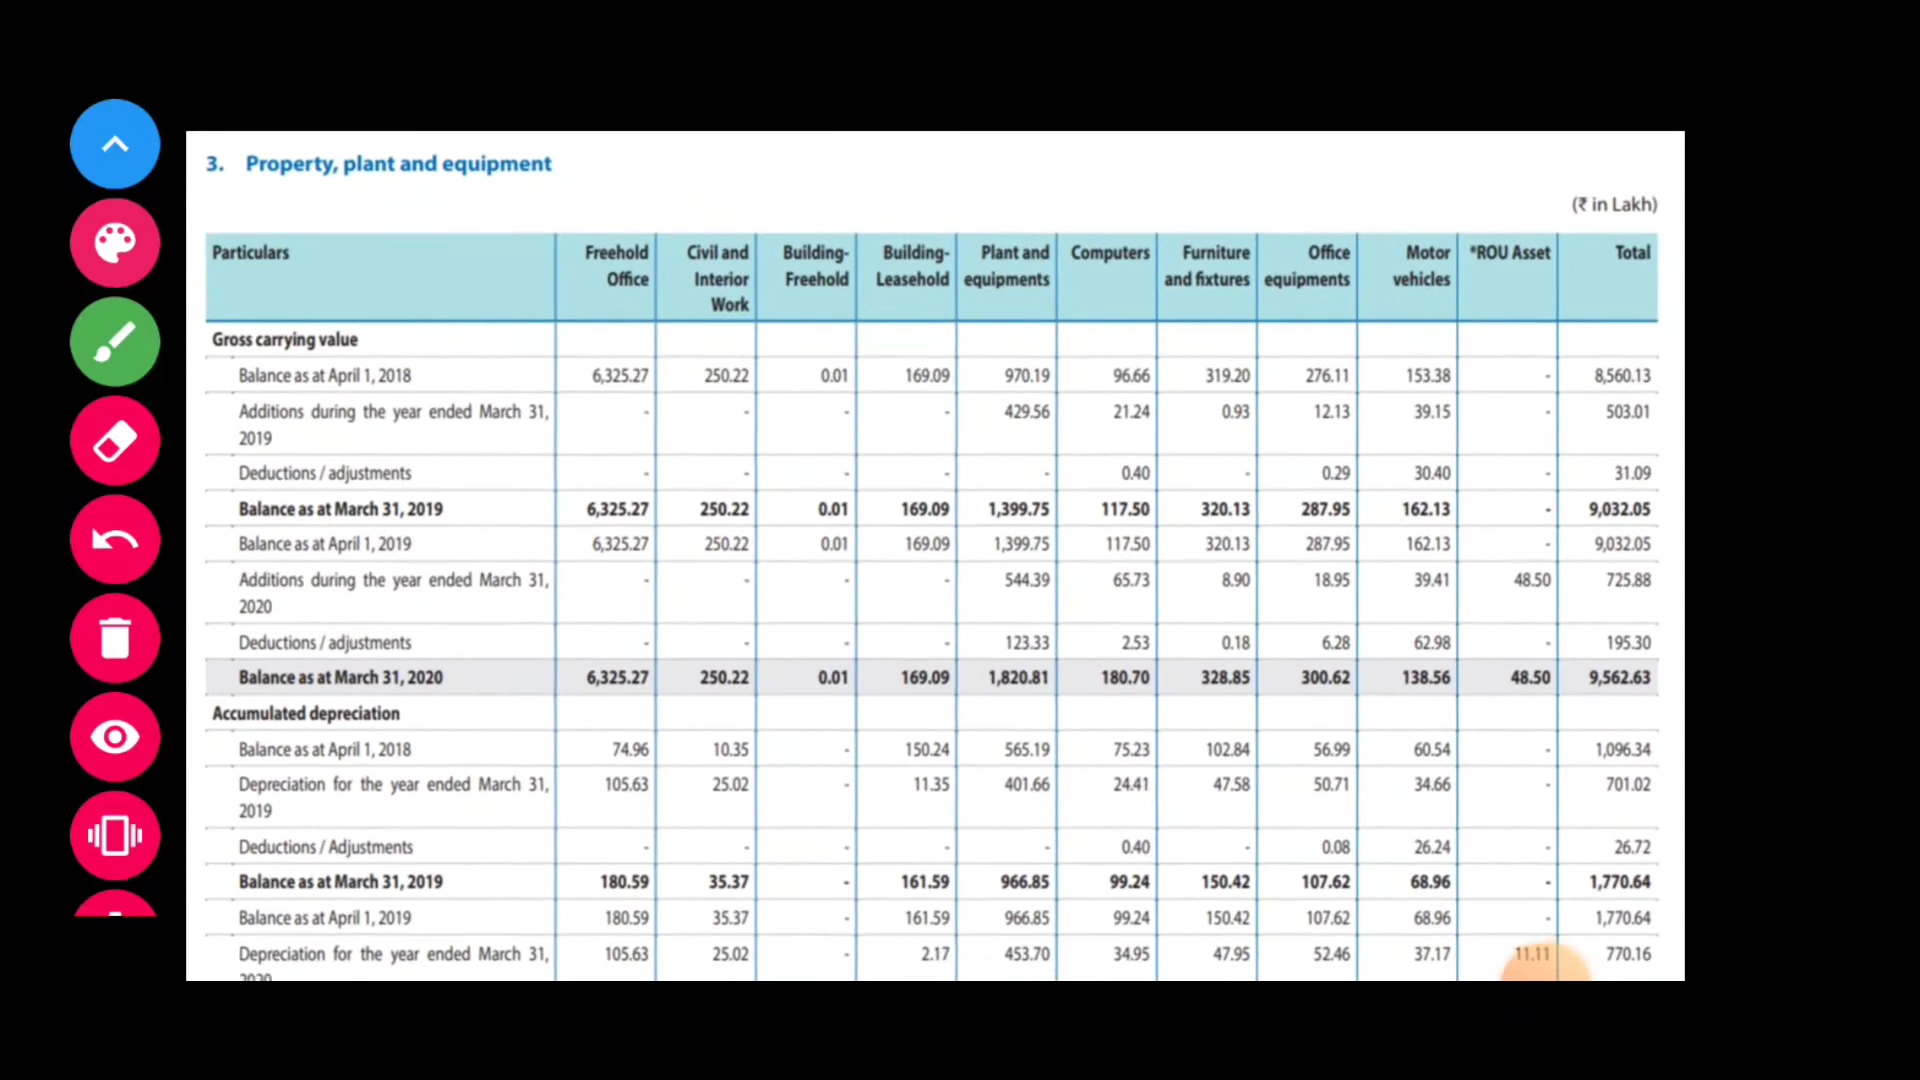 3. Property, plant and equipment
(₹ in Lakh)
Particulars Freehold Office Civil and Interior Work Building-Freehold Building-Leasehold Plant and equipments Computers Furniture and fixtures Office equipments Motor vehicles *ROU Asset Total
Gross carrying value
Balance as at April 1, 2018 6,325.27 250.22 0.01 169.09 970.19 96.66 319.20 276.11 153.38 - 8,560.13
Additions during the year ended March 31, 2019 - - - - 429.56 21.24 0.93 12.13 39.15 - 503.01
Deductions / adjustments - - - - - 0.40 - 0.29 30.40 - 31.09
Balance as at March 31, 2019 6,325.27 250.22 0.01 169.09 1,399.75 117.50 320.13 287.95 162.13 - 9,032.05
Balance as at April 1, 2019 6,325.27 250.22 0.01 169.09 1,399.75 117.50 320.13 287.95 162.13 - 9,032.05
Additions during the year ended March 31, 2020 - - - - 544.39 65.73 8.90 18.95 39.41 48.50 725.88
Deductions / adjustments - - - - 123.33 2.53 0.18 6.28 62.98 - 195.30
Balance as at March 31, 2020 6,325.27 250.22 0.01 169.09 1,820.81 180.70 328.85 300.62 138.56 48.50 9,562.63
Accumulated depreciation
Balance as at April 1, 2018 74.96 10.35 - 150.24 565.19 75.23 102.84 56.99 60.54 - 1,096.34
Depreciation for the year ended March 31, 2019 105.63 25.02 - 11.35 401.66 24.41 47.58 50.71 34.66 - 701.02
Deductions / Adjustments - - - - - 0.40 - 0.08 26.24 - 26.72
Balance as at March 31, 2019 180.59 35.37 - 161.59 966.85 99.24 150.42 107.62 68.96 - 1,770.64
Balance as at April 1, 2019 180.59 35.37 - 161.59 966.85 99.24 150.42 107.62 68.96 - 1,770.64
Depreciation for the year ended March 31, 2020 105.63 25.02 - 2.17 453.70 34.95 47.95 52.46 37.17 11.11 770.16